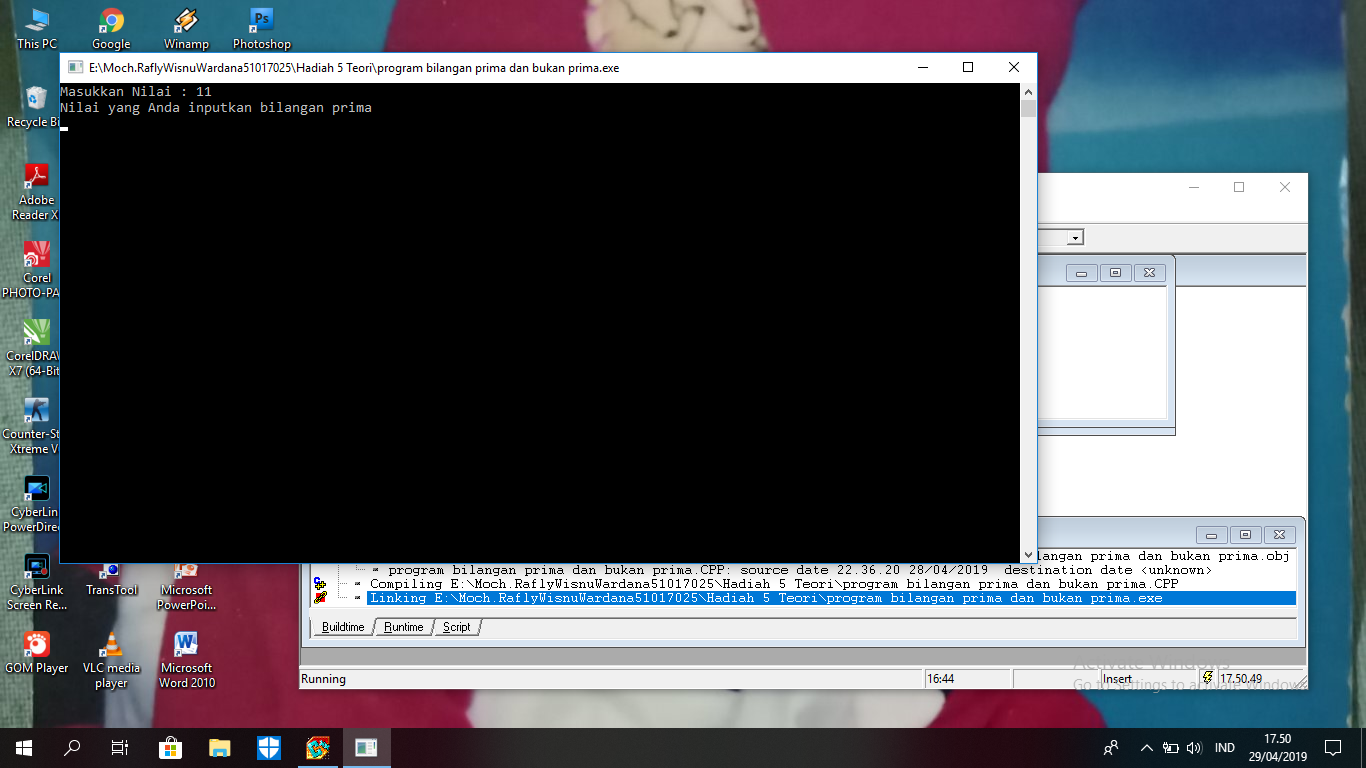 This PC
Google
Winamp
Photoshop
E:\Moch.RaflyWisnuWardana51017025\Hadiah 5 Teori\program bilangan prima dan bukan prima.exe
Masukkan Nilai : 11
Nilai yang Anda inputkan bilangan prima
Recycle Bi
Adobe
Reader X
Corel
PHOTO-PA
CorelDRAW
X7 (64-Bit
Counter-St
Xtreme V
CyberLin
PowerDire
CyberLink
Screen Re...
TransTool
Microsoft
PowerPoi...
GOM Player
VLC media
player
Microsoft
Word 2010
langan prima dan bukan prima.obj
program bilangan prima dan bukan prima.CPP: source date 22.36.20 28/04/2019 destination date <unknown>
Compiling E:\Moch.RaflyWisnuWardana51017025\Hadiah 5 Teori\program bilangan prima dan bukan prima.CPP
Linking E:\Moch.RaflyWisnuWardana51017025\Hadiah 5 Teori\program bilangan prima dan bukan prima.exe
Buildtime
Runtime
Script
Activate Windows
Go to Settings to activate Windows
Running
16:44
Insert
17.50.49
IND
17.50
29/04/2019